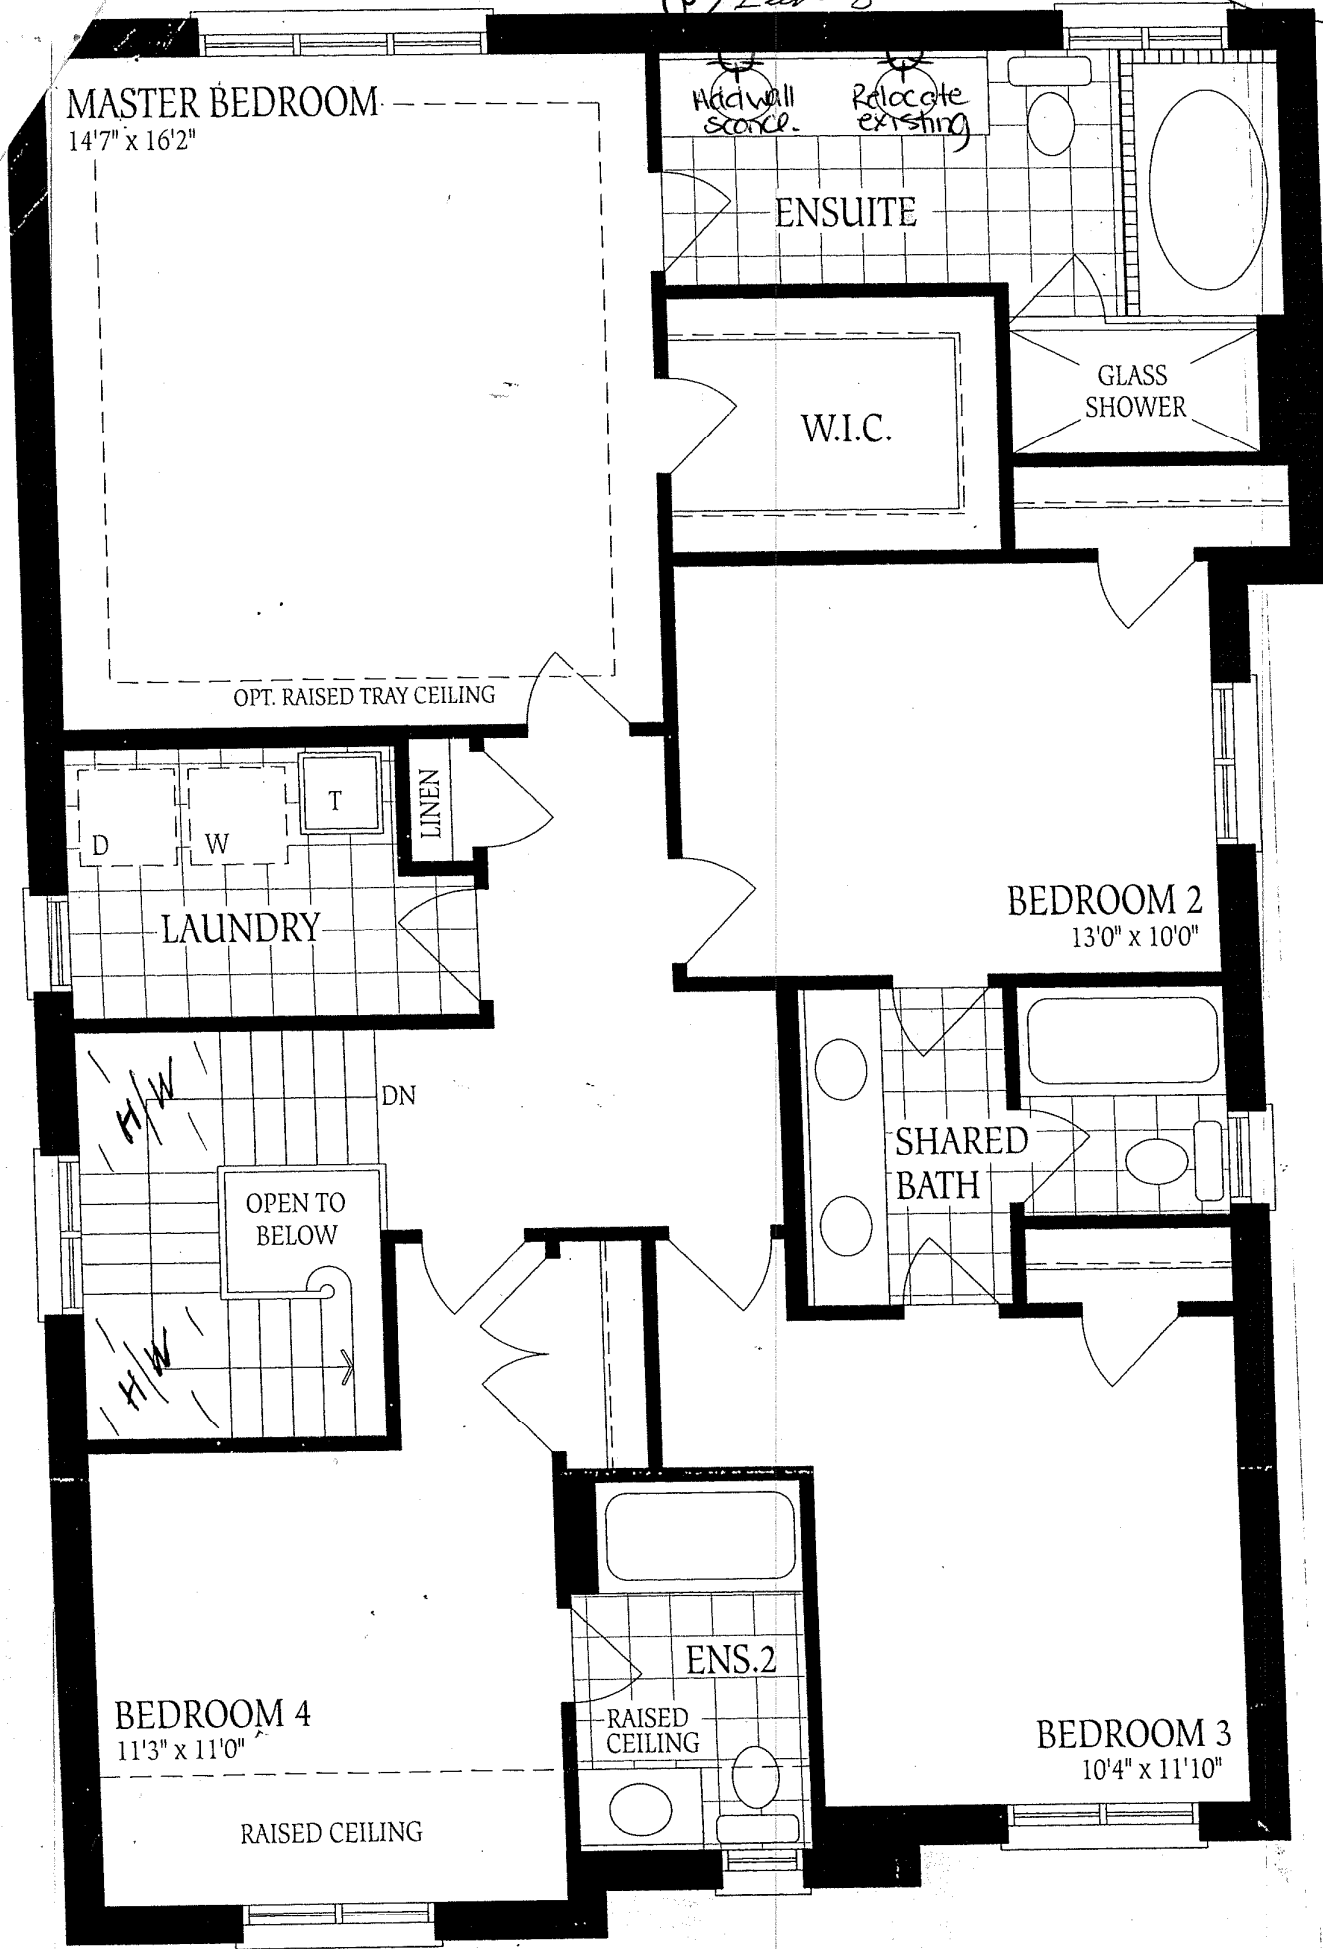 MASTER BEDROOM
14'7" x 16'2"
Add wall
sconce.
Relocate
existing
ENSUITE
GLASS
SHOWER
W.I.C.
OPT. RAISED TRAY CEILING
LINEN
T
D
W
LAUNDRY
BEDROOM 2
13'0" x 10'0"
H/W
DN
OPEN TO
BELOW
SHARED
BATH
H/W
ENS.2
RAISED
CEILING
BEDROOM 4
11'3" x 11'0"
RAISED CEILING
BEDROOM 3
10'4" x 11'10"